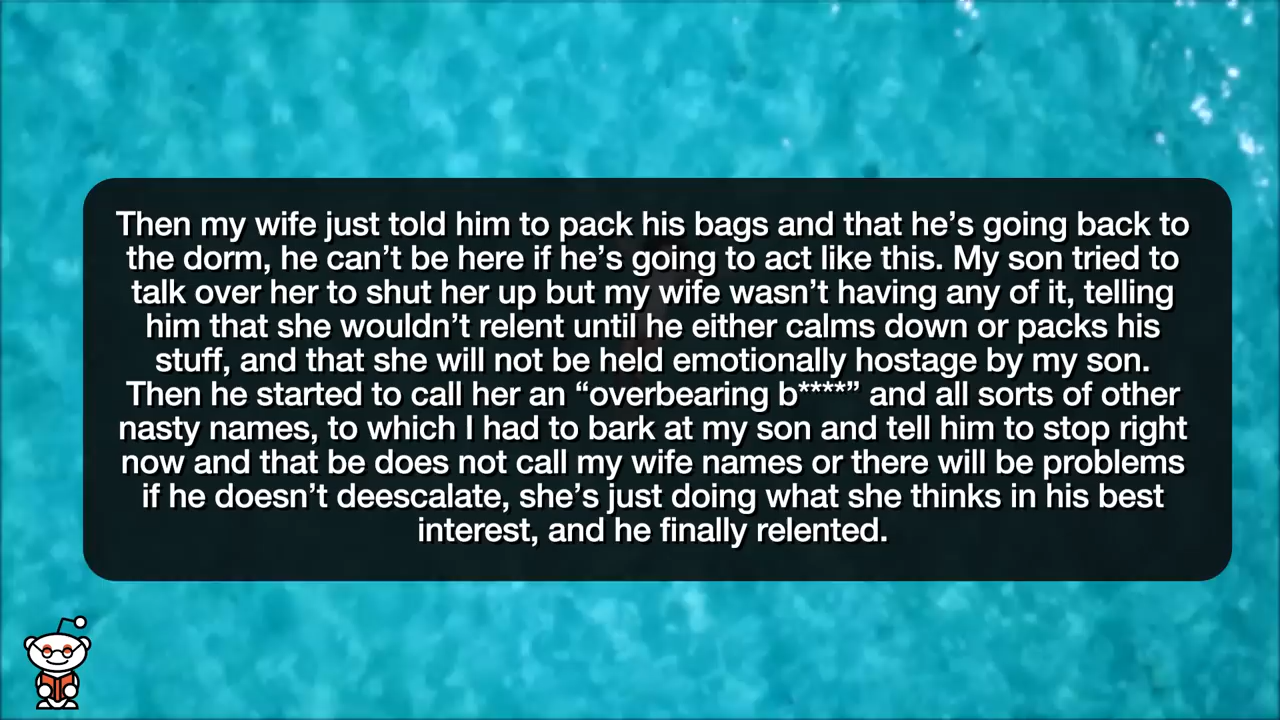 Then my wife just told him to pack his bags and that he’s going back to
the dorm, he can’t be here if he’s going to act like this. My son tried to
talk over her to shut her up but my wife wasn’t having any of it, telling
him that she wouldn’t relent until he either calms down or packs his
stuff, and that she will not be held emotionally hostage by my son.
Then he started to call her an “overbearing b****” and all sorts of other
nasty names, to which I had to bark at my son and tell him to stop right
now and that be does not call my wife names or there will be problems
if he doesn’t deescalate, she’s just doing what she thinks in his best
interest, and he finally relented.